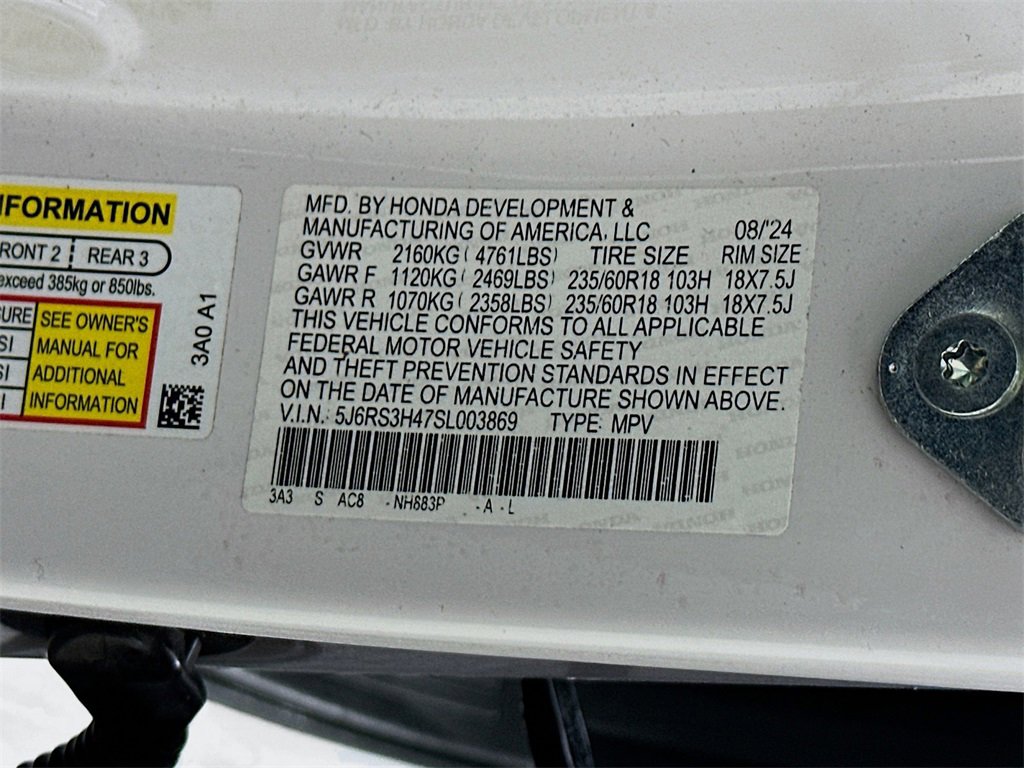 INFORMATION
FRONT 2 REAR 3
exceed 385kg or 850lbs.
SEE OWNER'S
MANUAL FOR
ADDITIONAL
INFORMATION
3A0 A1
MFD. BY HONDA DEVELOPMENT &
MANUFACTURING OF AMERICA, LLC 08/'24
GVWR 2160KG ( 4761LBS) TIRE SIZE RIM SIZE
GAWR F 1120KG ( 2469LBS) 235/60R18 103H 18X7.5J
GAWR R 1070KG ( 2358LBS) 235/60R18 103H 18X7.5J
THIS VEHICLE CONFORMS TO ALL APPLICABLE
FEDERAL MOTOR VEHICLE SAFETY
AND THEFT PREVENTION STANDARDS IN EFFECT
ON THE DATE OF MANUFACTURE SHOWN ABOVE.
V.I.N.: 5J6RS3H47SL003869 TYPE: MPV
3A3 S AC8 - NH883P - A - L
HONDA